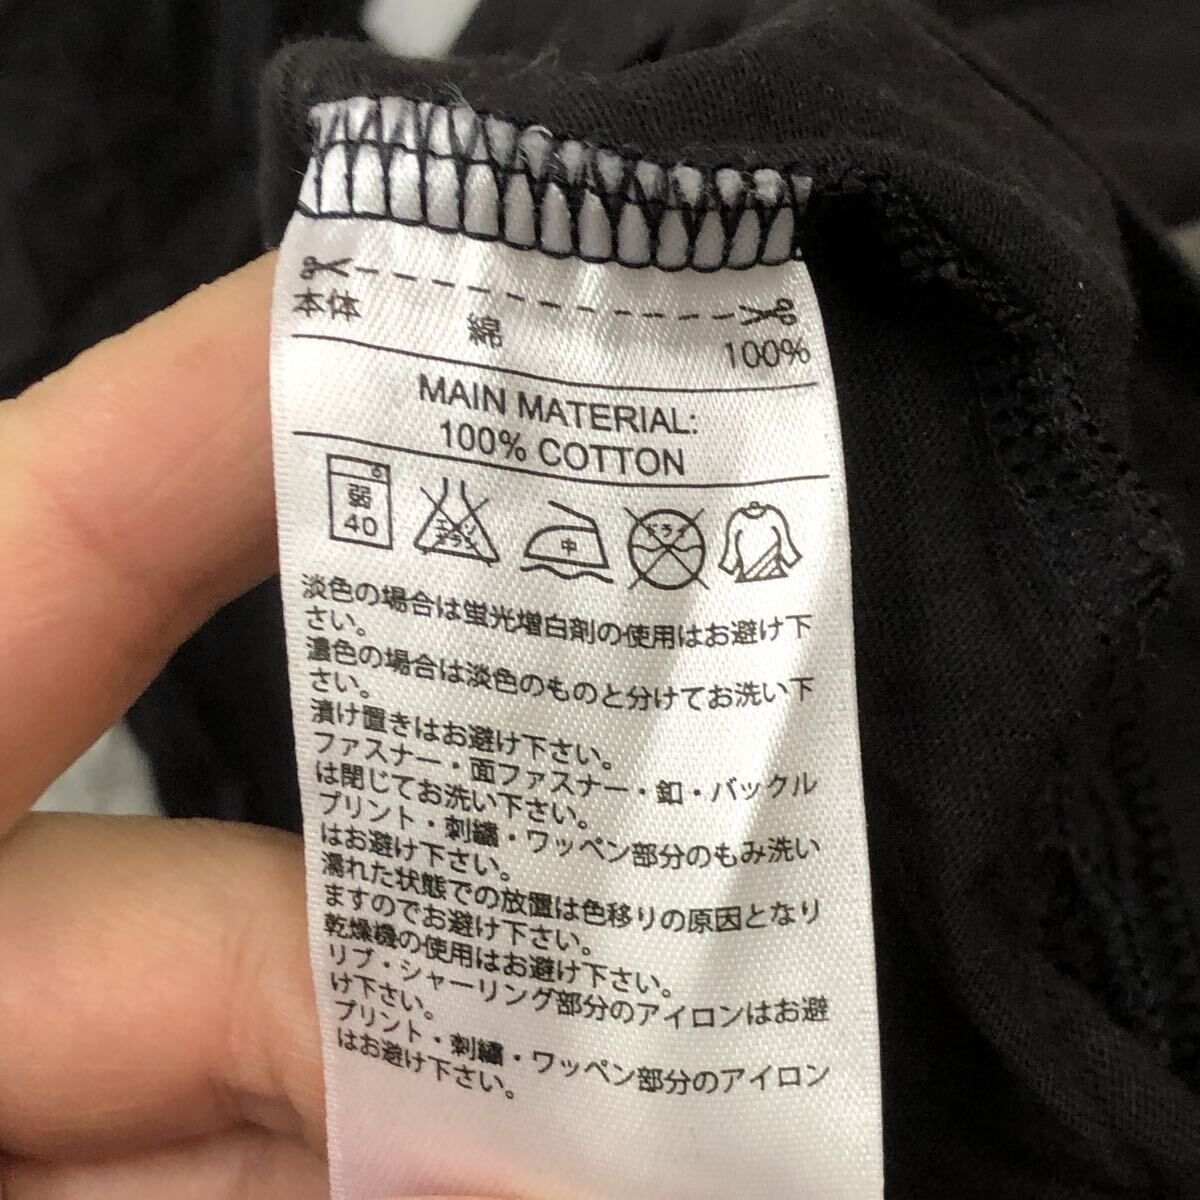 本体 綿 100%
MAIN MATERIAL:
100% COTTON
弱
40
エンソ
サラシ
中
ドライ
淡色の場合は蛍光増白剤の使用はお避け下
さい。
濃色の場合は淡色のものと分けてお洗い下
さい。
漬け置きはお避け下さい。
ファスナー・面ファスナー・釦・バックル
は閉じてお洗い下さい。
プリント・刺繍・ワッペン部分のもみ洗い
はお避け下さい。
濡れた状態での放置は色移りの原因となり
ますのでお避け下さい。
乾燥機の使用はお避け下さい。
リブ・シャーリング部分のアイロンはお避
け下さい。
プリント・刺繍・ワッペン部分のアイロン
はお避け下さい。